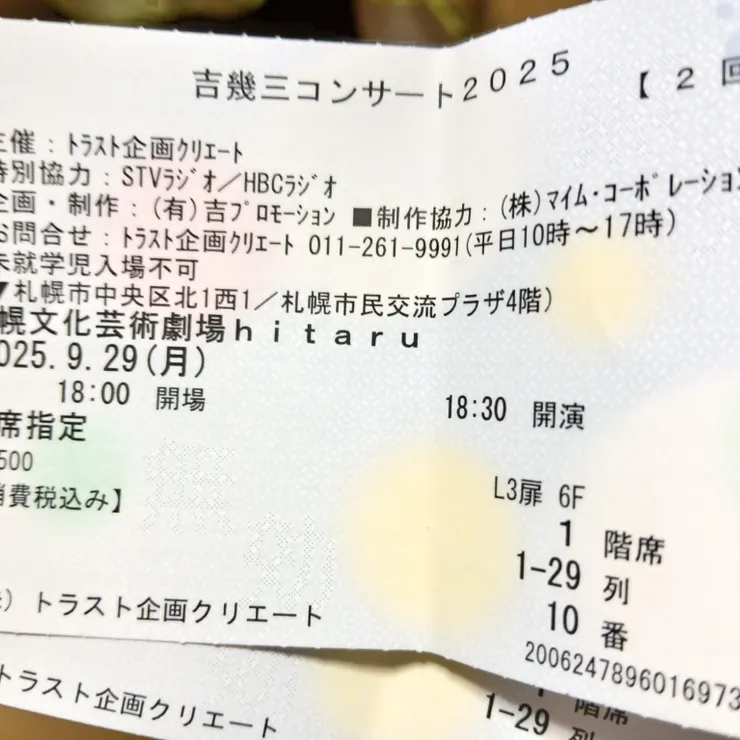 吉幾三コンサート2025 【2回
主催：ﾄﾗｽﾄ企画ｸﾘｴｰﾄ
特別協力：STVﾗｼﾞｵ／HBCﾗｼﾞｵ
企画・制作：(有)吉ﾌﾟﾛﾓｰｼｮﾝ ■制作協力：(株)ﾏｲﾑ・ｺｰﾎﾟﾚｰｼｮﾝ
お問合せ：ﾄﾗｽﾄ企画ｸﾘｴｰﾄ 011-261-9991(平日10時～17時)
未就学児入場不可
▼札幌市中央区北1西1／札幌市民交流プラザ4階)
幌文化芸術劇場ｈｉｔａｒｕ
025.9.29(月)
18:00 開場 18:30 開演
席指定
500
消費税込み】
L3扉 6F
1 階席
1-29 列
10 番
) トラスト企画クリエート
2006247896016973
トラスト企画クリエート
階席
1-29 列